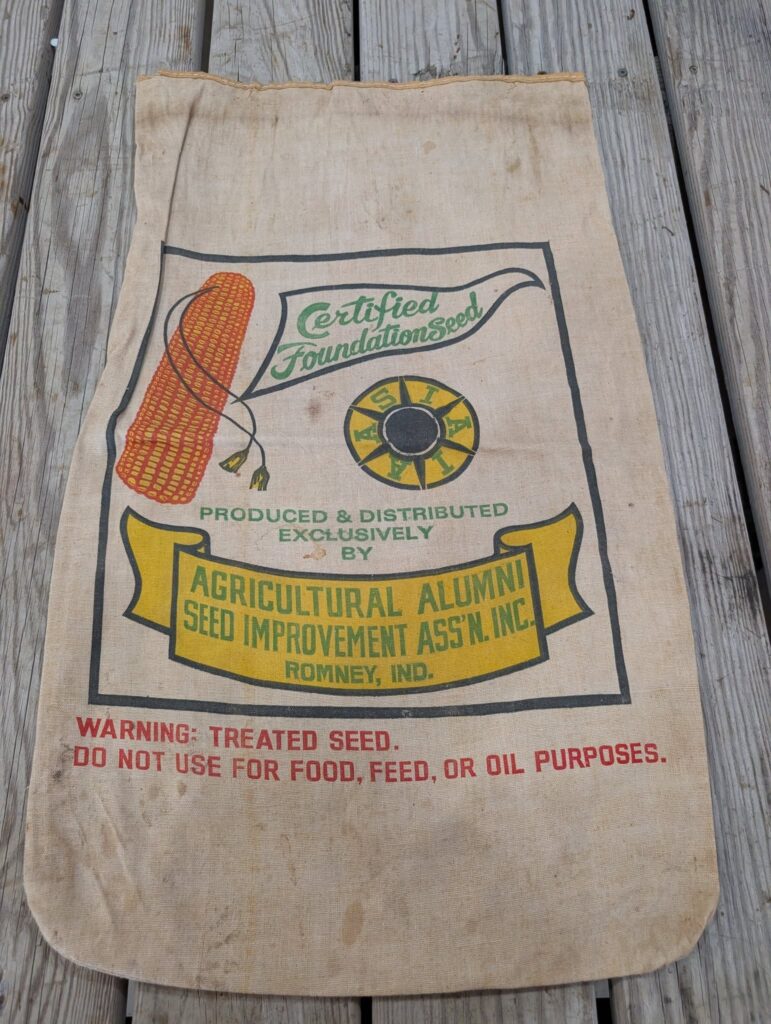 Certified
Foundation Seed
AASIA
PRODUCED & DISTRIBUTED
EXCLUSIVELY
BY
AGRICULTURAL ALUMNI
SEED IMPROVEMENT ASS'N. INC.
ROMNEY, IND.
WARNING: TREATED SEED.
DO NOT USE FOR FOOD, FEED, OR OIL PURPOSES.